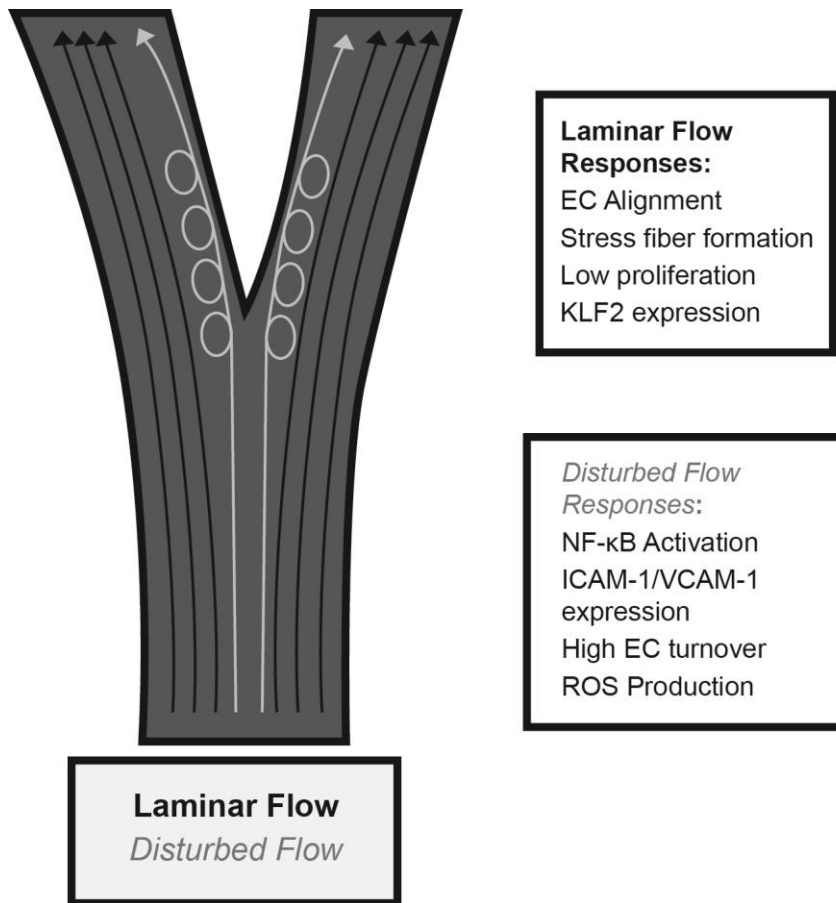 Laminar Flow
Responses:
EC Alignment
Stress fiber formation
Low proliferation
KLF2 expression
Disturbed Flow
Responses:
NF-κB Activation
ICAM-1/VCAM-1
expression
High EC turnover
ROS Production
Laminar Flow
Disturbed Flow